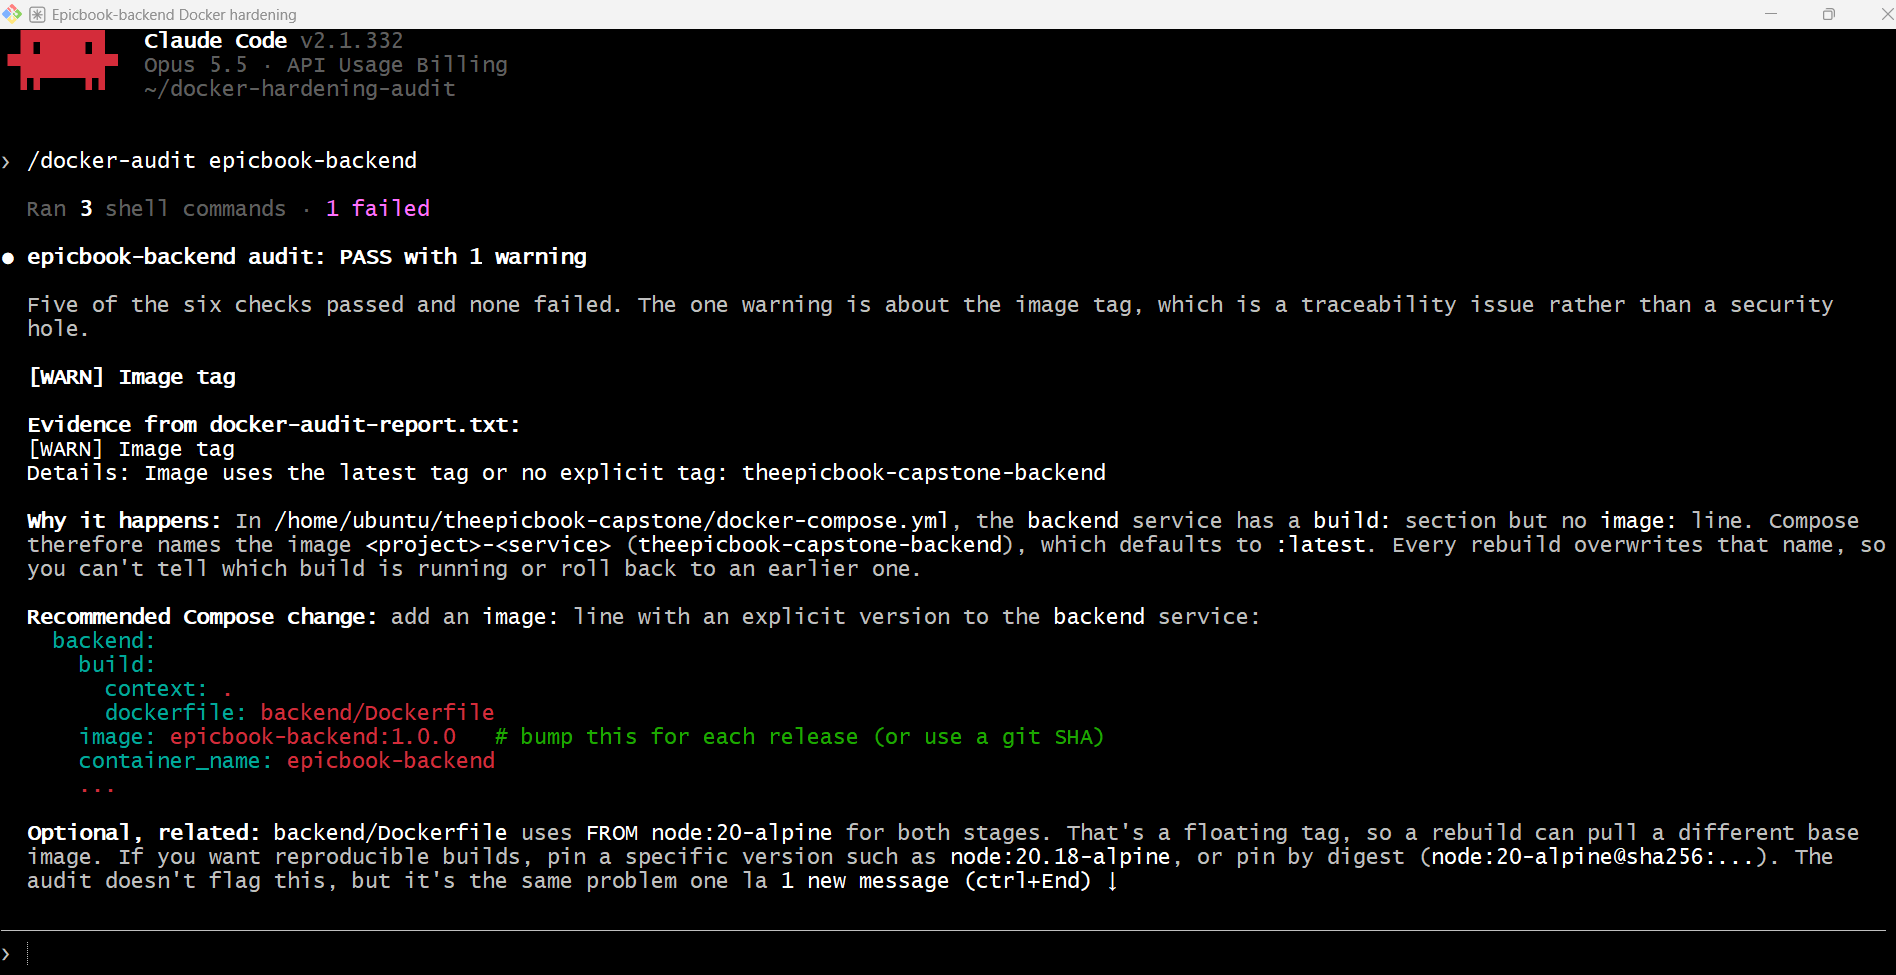 Epicbook-backend Docker hardening
Claude Code v2.1.332
Opus 5.5 · API Usage Billing
~/docker-hardening-audit
❯ /docker-audit epicbook-backend
Ran 3 shell commands · 1 failed
● epicbook-backend audit: PASS with 1 warning
Five of the six checks passed and none failed. The one warning is about the image tag, which is a traceability issue rather than a security
hole.
[WARN] Image tag
Evidence from docker-audit-report.txt:
[WARN] Image tag
Details: Image uses the latest tag or no explicit tag: theepicbook-capstone-backend
Why it happens: In /home/ubuntu/theepicbook-capstone/docker-compose.yml, the backend service has a build: section but no image: line. Compose
therefore names the image <project>-<service> (theepicbook-capstone-backend), which defaults to :latest. Every rebuild overwrites that name, so
you can't tell which build is running or roll back to an earlier one.
Recommended Compose change: add an image: line with an explicit version to the backend service:
backend:
build:
context: .
dockerfile: backend/Dockerfile
image: epicbook-backend:1.0.0 # bump this for each release (or use a git SHA)
container_name: epicbook-backend
...
Optional, related: backend/Dockerfile uses FROM node:20-alpine for both stages. That's a floating tag, so a rebuild can pull a different base
image. If you want reproducible builds, pin a specific version such as node:20.18-alpine, or pin by digest (node:20-alpine@sha256:...). The
audit doesn't flag this, but it's the same problem one la 1 new message (ctrl+End) ↓
❯